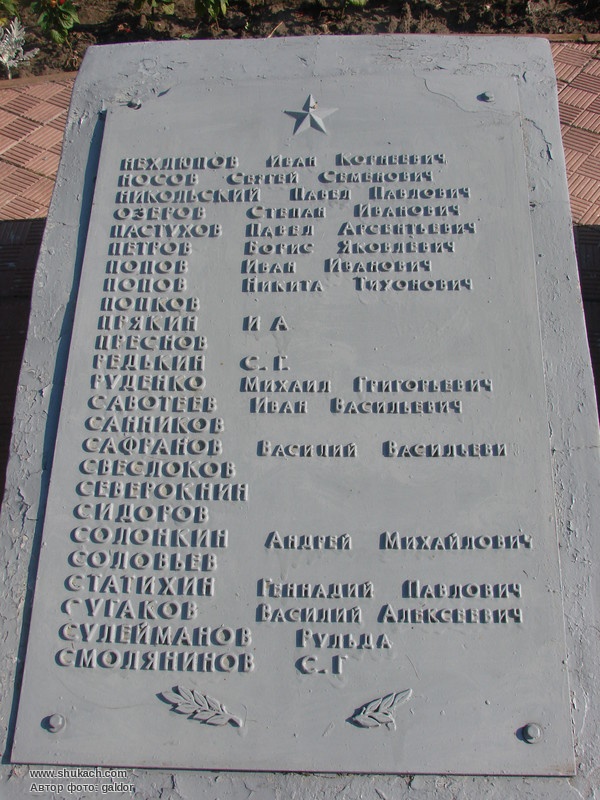 НЕХЛЮПОВ Иван Корнеевич
НОСОВ Сергей Семенович
НИКОЛЬСКИЙ Павел Павлович
ОЗЕРОВ Степан Иванович
ПАСТУХОВ Павел Арсентьевич
ПЕТРОВ Борис Яковлевич
ПОПОВ Иван Иванович
ПОПОВ Никита Тихонович
ПОПКОВ
ПРЯКИН И А
ПРЕСНОВ
РЕДЬКИН С. Г.
РУДЕНКО Михаил Григорьевич
САВОТЕЕВ Иван Васильевич
САННИКОВ
САФРАНОВ Василий Васильеви
СВЕСЛОКОВ
СЕВЕРОКНИН
СИДОРОВ
СОЛОНКИН Андрей Михайлович
СОЛОВЬЕВ
СТАТИХИН Геннадий Павлович
СУГАКОВ Василий Алексеевич
СУЛЕЙМАНОВ Рульда
СМОЛЯНИНОВ С. Г
www.shukach.com
Автор фото: galdor